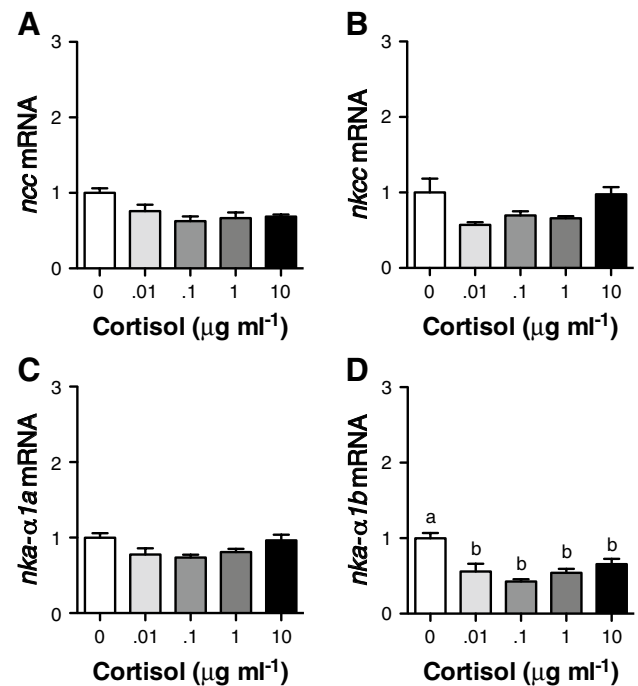 A
3
2
1
0
ncc mRNA
0 .01 .1 1 10
Cortisol (μg ml-1)
B
3
2
1
0
nkcc mRNA
0 .01 .1 1 10
Cortisol (μg ml-1)
C
3
2
1
0
nka-α1a mRNA
0 .01 .1 1 10
Cortisol (μg ml-1)
D
3
2
1
0
nka-α1b mRNA
a b b b b
0 .01 .1 1 10
Cortisol (μg ml-1)